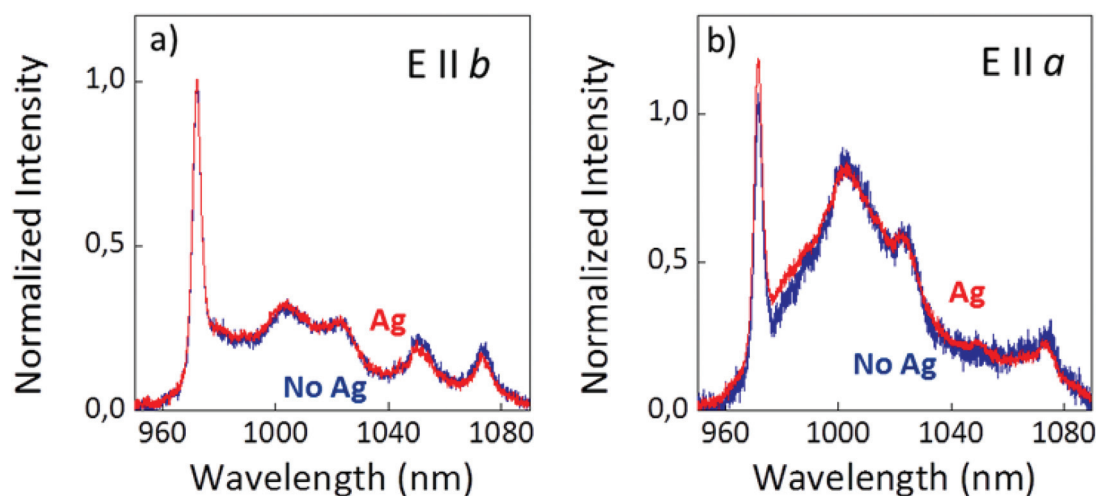 a)
E II b
Normalized Intensity
1,0
0,5
0,0
Ag
No Ag
960
1000
1040
1080
Wavelength (nm)
b)
E II a
Normalized Intensity
1,0
0,5
0,0
Ag
No Ag
960
1000
1040
1080
Wavelength (nm)